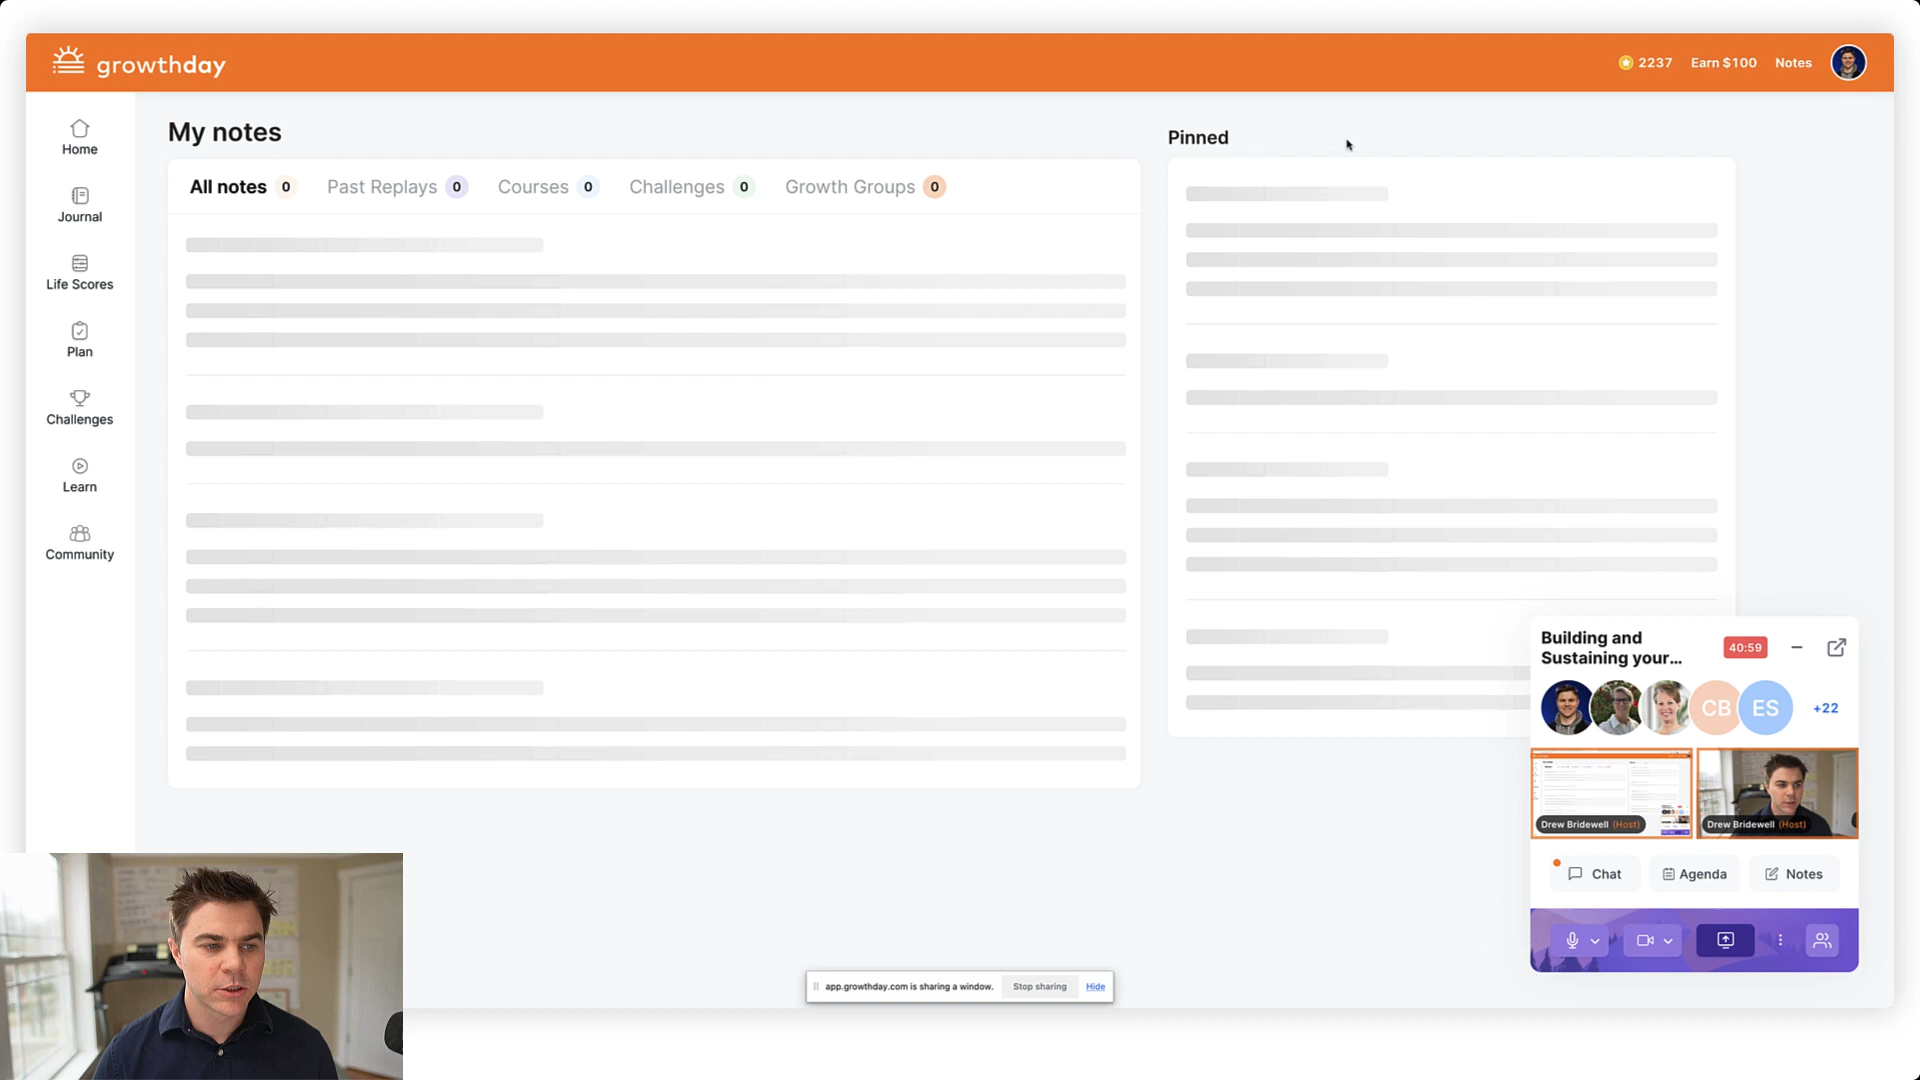 growthday
2237
Earn $100
Notes
Home
Journal
Life Scores
Plan
Challenges
Learn
Community
My notes
All notes 0
Past Replays 0
Courses 0
Challenges 0
Growth Groups 0
Pinned
Building and
Sustaining your...
40:59
CB
ES
+22
Drew Bridewell (Host)
Drew Bridewell (Host)
Chat
Agenda
Notes
app.growthday.com is sharing a window.
Stop sharing
Hide